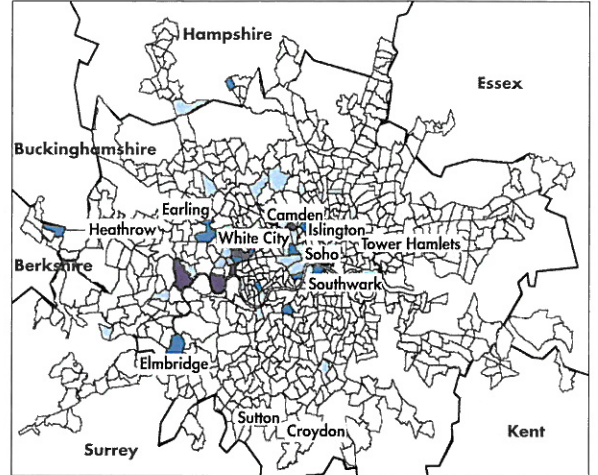 Hampshire
Essex
Buckinghamshire
Earling
Camden
Heathrow
White City
Islington
Tower Hamlets
Soho
Berkshire
Southwark
Elmbridge
Sutton
Croydon
Surrey
Kent